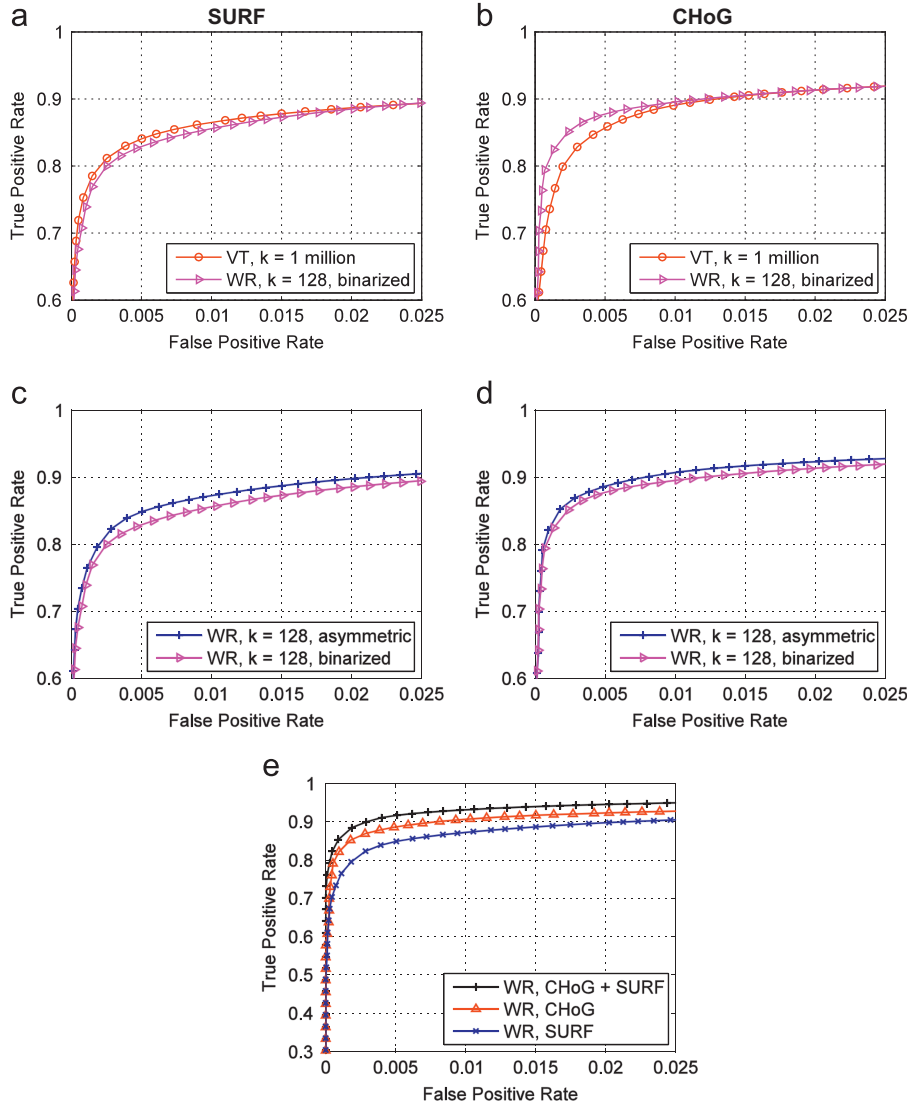 a
SURF
1
0.9
0.8
0.7
0.6
True Positive Rate
VT, k = 1 million
WR, k = 128, binarized
0 0.005 0.01 0.015 0.02 0.025
False Positive Rate
b
CHoG
1
0.9
0.8
0.7
0.6
True Positive Rate
VT, k = 1 million
WR, k = 128, binarized
0 0.005 0.01 0.015 0.02 0.025
False Positive Rate
c
1
0.9
0.8
0.7
0.6
True Positive Rate
WR, k = 128, asymmetric
WR, k = 128, binarized
0 0.005 0.01 0.015 0.02 0.025
False Positive Rate
d
1
0.9
0.8
0.7
0.6
True Positive Rate
WR, k = 128, asymmetric
WR, k = 128, binarized
0 0.005 0.01 0.015 0.02 0.025
False Positive Rate
e
1
0.9
0.8
0.7
0.6
0.5
0.4
0.3
True Positive Rate
WR, CHoG + SURF
WR, CHoG
WR, SURF
0 0.005 0.01 0.015 0.02 0.025
False Positive Rate